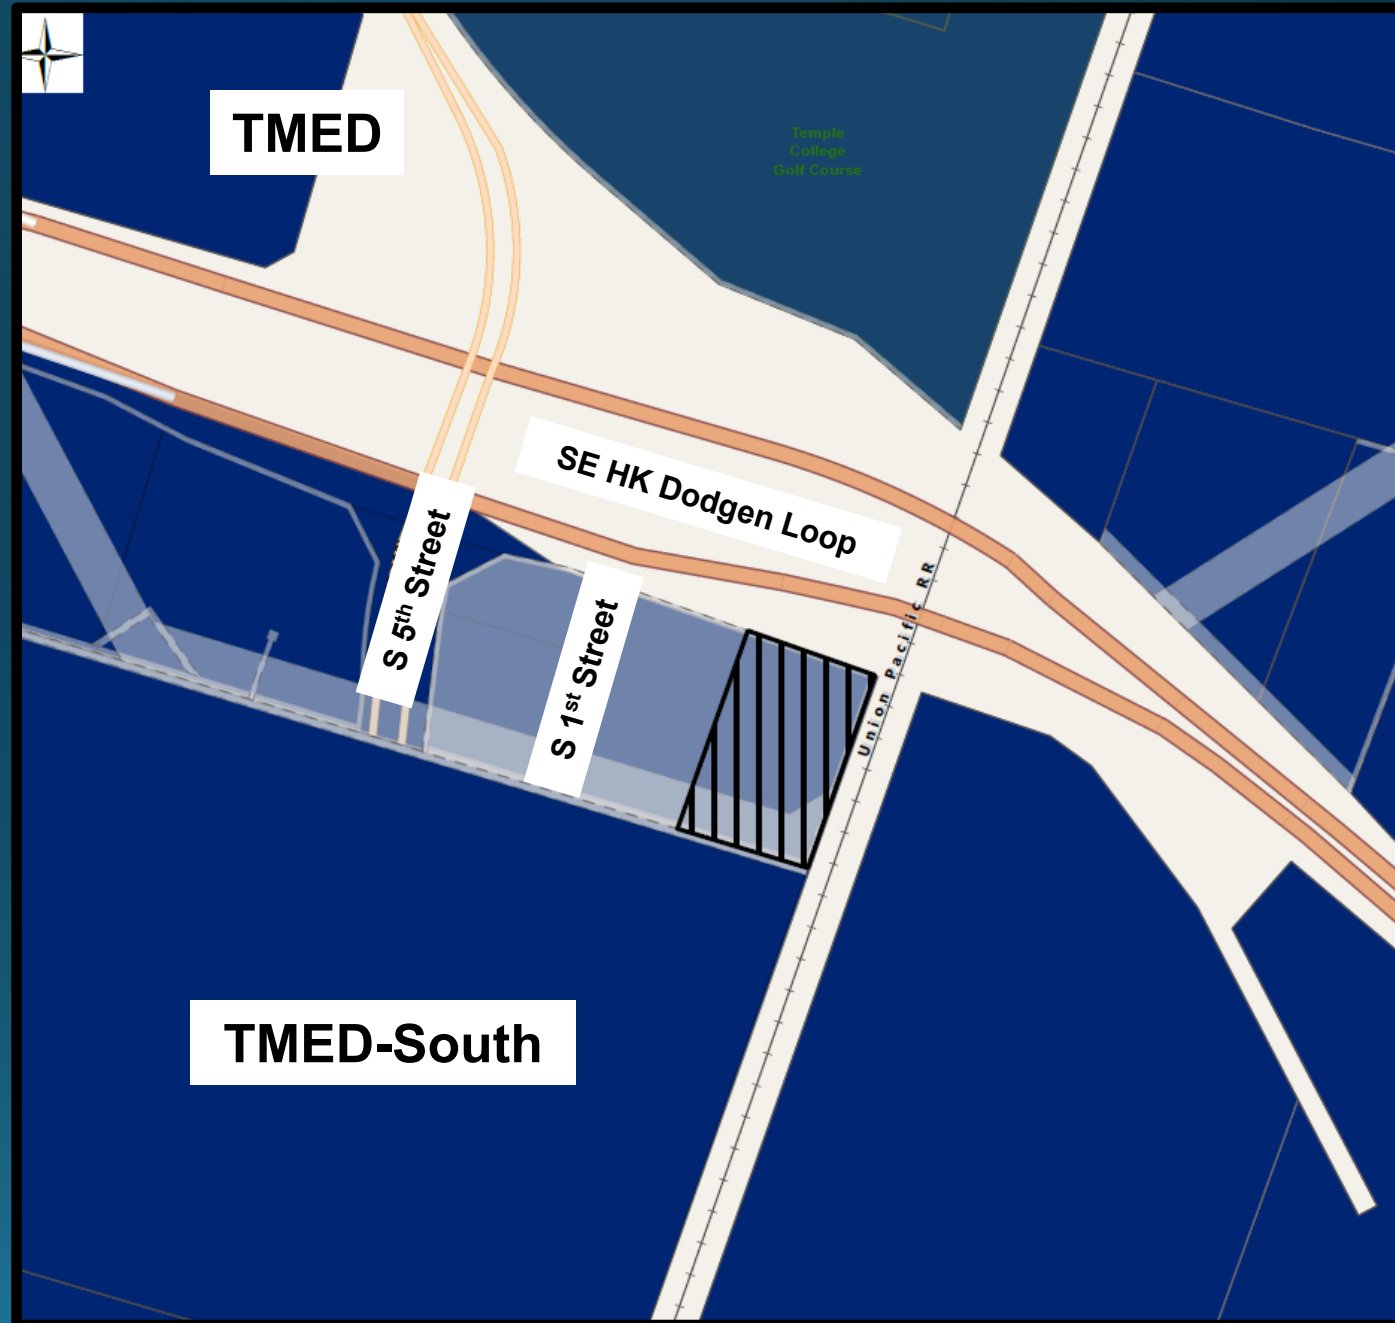 TMED
Temple
College
Golf Course
SE HK Dodgen Loop
S 5th Street
S 1st Street
Union Pacific RR
TMED-South